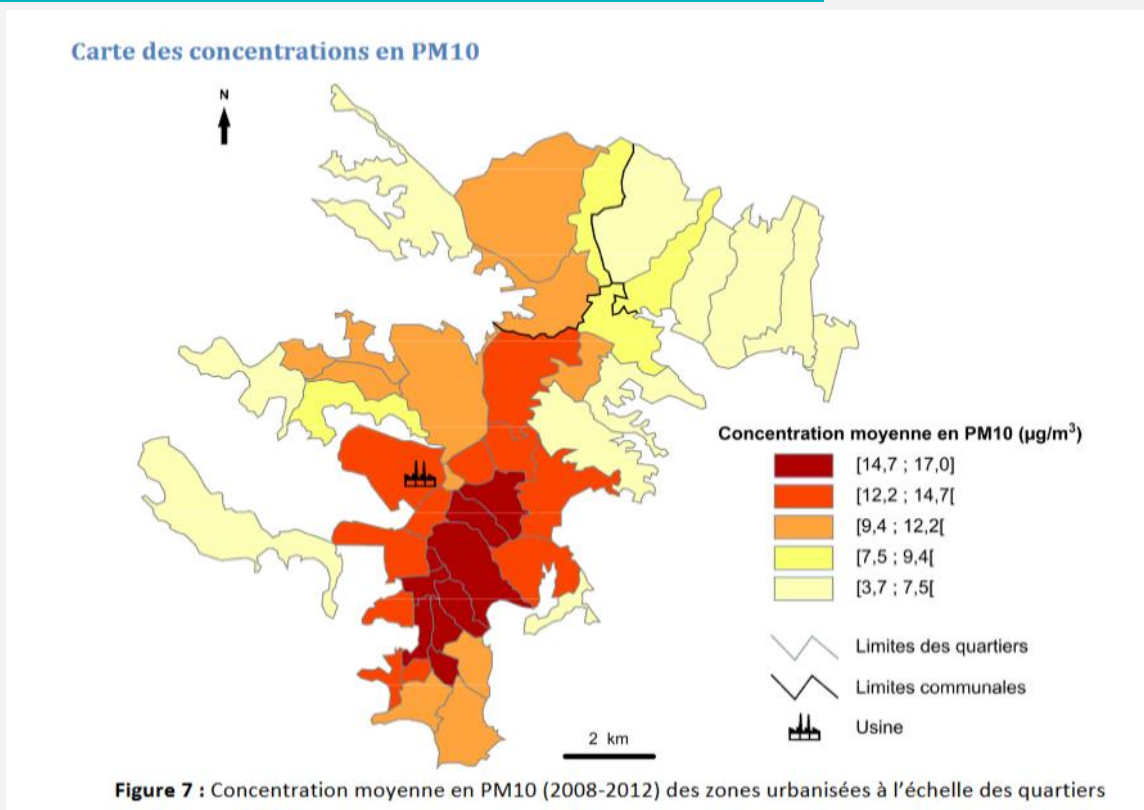 Carte des concentrations en PM10
N
Concentration moyenne en PM10 (µg/m³)
[14,7 ; 17,0]
[12,2 ; 14,7[
[9,4 ; 12,2[
[7,5 ; 9,4[
[3,7 ; 7,5[
Limites des quartiers
Limites communales
Usine
2 km
Figure 7 : Concentration moyenne en PM10 (2008-2012) des zones urbanisées à l’échelle des quartiers